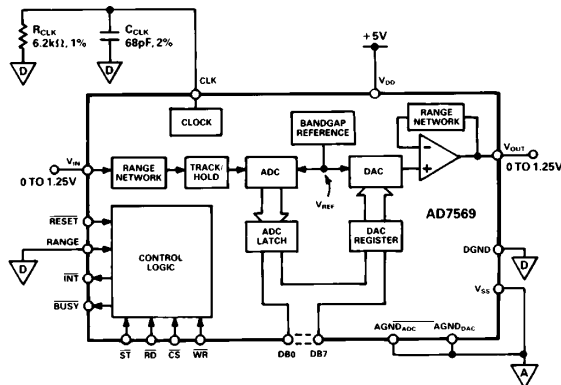 RCLK
6.2kΩ, 1%
CCLK
68pF, 2%
D
D
+5V
CLK
VDD
CLOCK
BANDGAP
REFERENCE
RANGE
NETWORK
VIN
0 TO 1.25V
RANGE
NETWORK
TRACK/
HOLD
ADC
DAC
−
+
VOUT
0 TO 1.25V
VREF
AD7569
RESET
RANGE
D
INT
BUSY
CONTROL
LOGIC
ADC
LATCH
DAC
REGISTER
DGND
D
VSS
ST
RD
CS
WR
DB0
DB7
AGNDADC
AGNDDAC
A